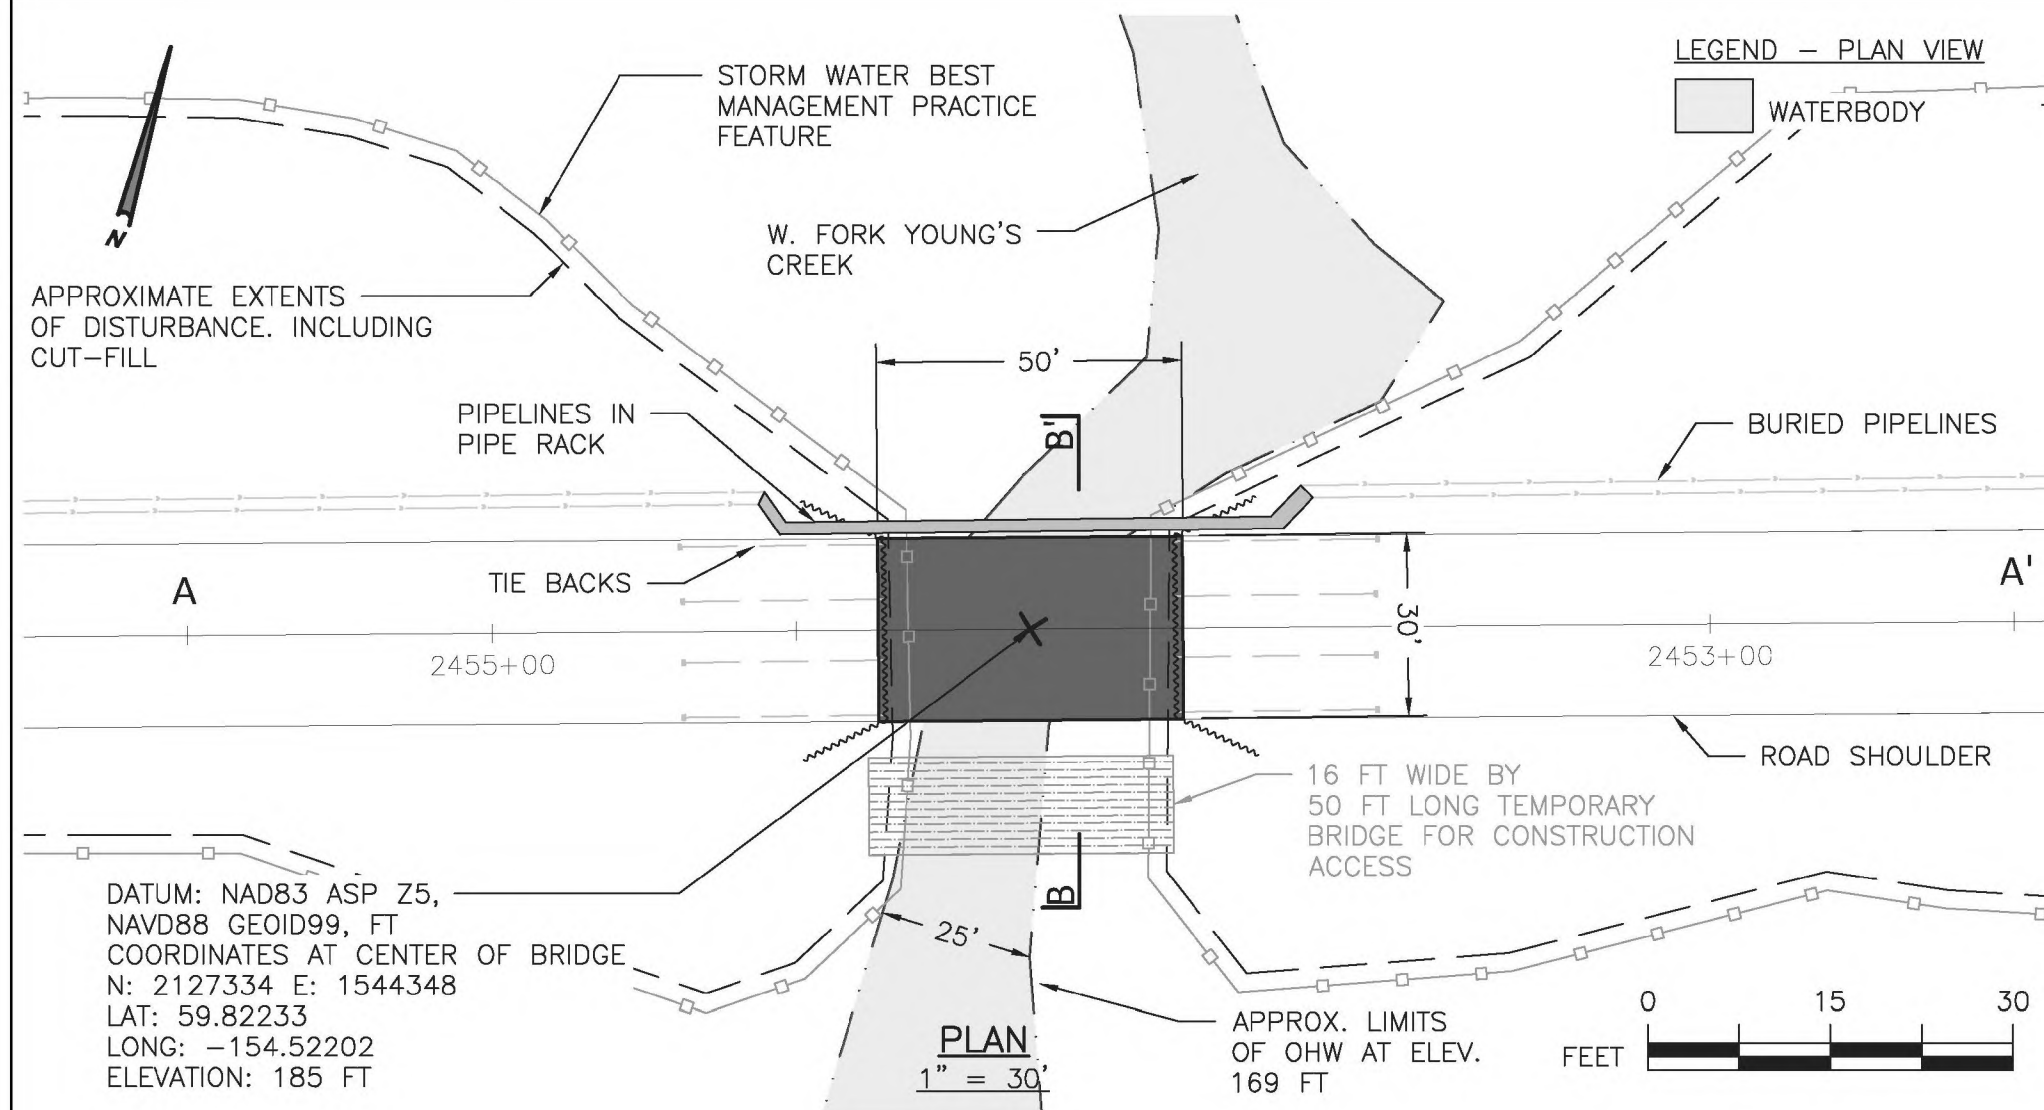 LEGEND – PLAN VIEW
WATERBODY
STORM WATER BEST
MANAGEMENT PRACTICE
FEATURE
N
W. FORK YOUNG'S
CREEK
APPROXIMATE EXTENTS
OF DISTURBANCE. INCLUDING
CUT–FILL
50'
PIPELINES IN
PIPE RACK
B'
BURIED PIPELINES
A
TIE BACKS
A'
30'
2455+00
2453+00
ROAD SHOULDER
16 FT WIDE BY
50 FT LONG TEMPORARY
BRIDGE FOR CONSTRUCTION
ACCESS
B
25'
DATUM: NAD83 ASP Z5,
NAVD88 GEOID99, FT
COORDINATES AT CENTER OF BRIDGE
N: 2127334 E: 1544348
LAT: 59.82233
LONG: –154.52202
ELEVATION: 185 FT
PLAN
1" = 30'
APPROX. LIMITS
OF OHW AT ELEV.
169 FT
0 15 30
FEET